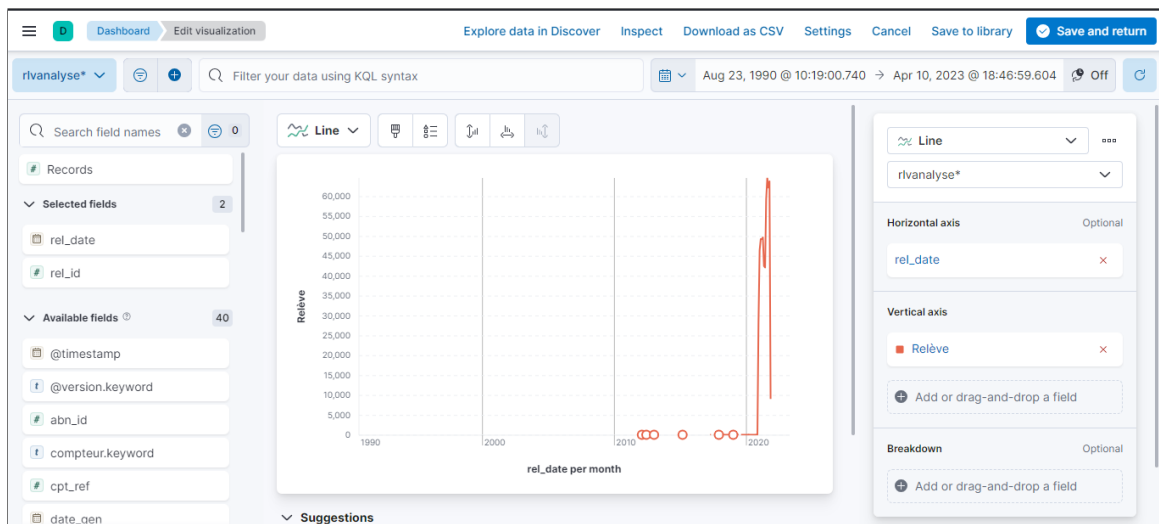 D Dashboard Edit visualization Explore data in Discover Inspect Download as CSV Settings Cancel Save to library Save and return
rlvanalyse* Filter your data using KQL syntax Aug 23, 1990 @ 10:19:00.740 → Apr 10, 2023 @ 18:46:59.604 Off
Search field names 0
# Records
Selected fields 2
rel_date
# rel_id
Available fields 40
@timestamp
t @version.keyword
# abn_id
t compteur.keyword
# cpt_ref
date_gen
Line
60,000
55,000
50,000
45,000
40,000
35,000
30,000
25,000
20,000
15,000
10,000
5,000
0
Relève
1990 2000 2010 2020
rel_date per month
Suggestions
Line
rlvanalyse*
Horizontal axis Optional
rel_date ×
Vertical axis
Relève ×
Add or drag-and-drop a field
Breakdown Optional
Add or drag-and-drop a field